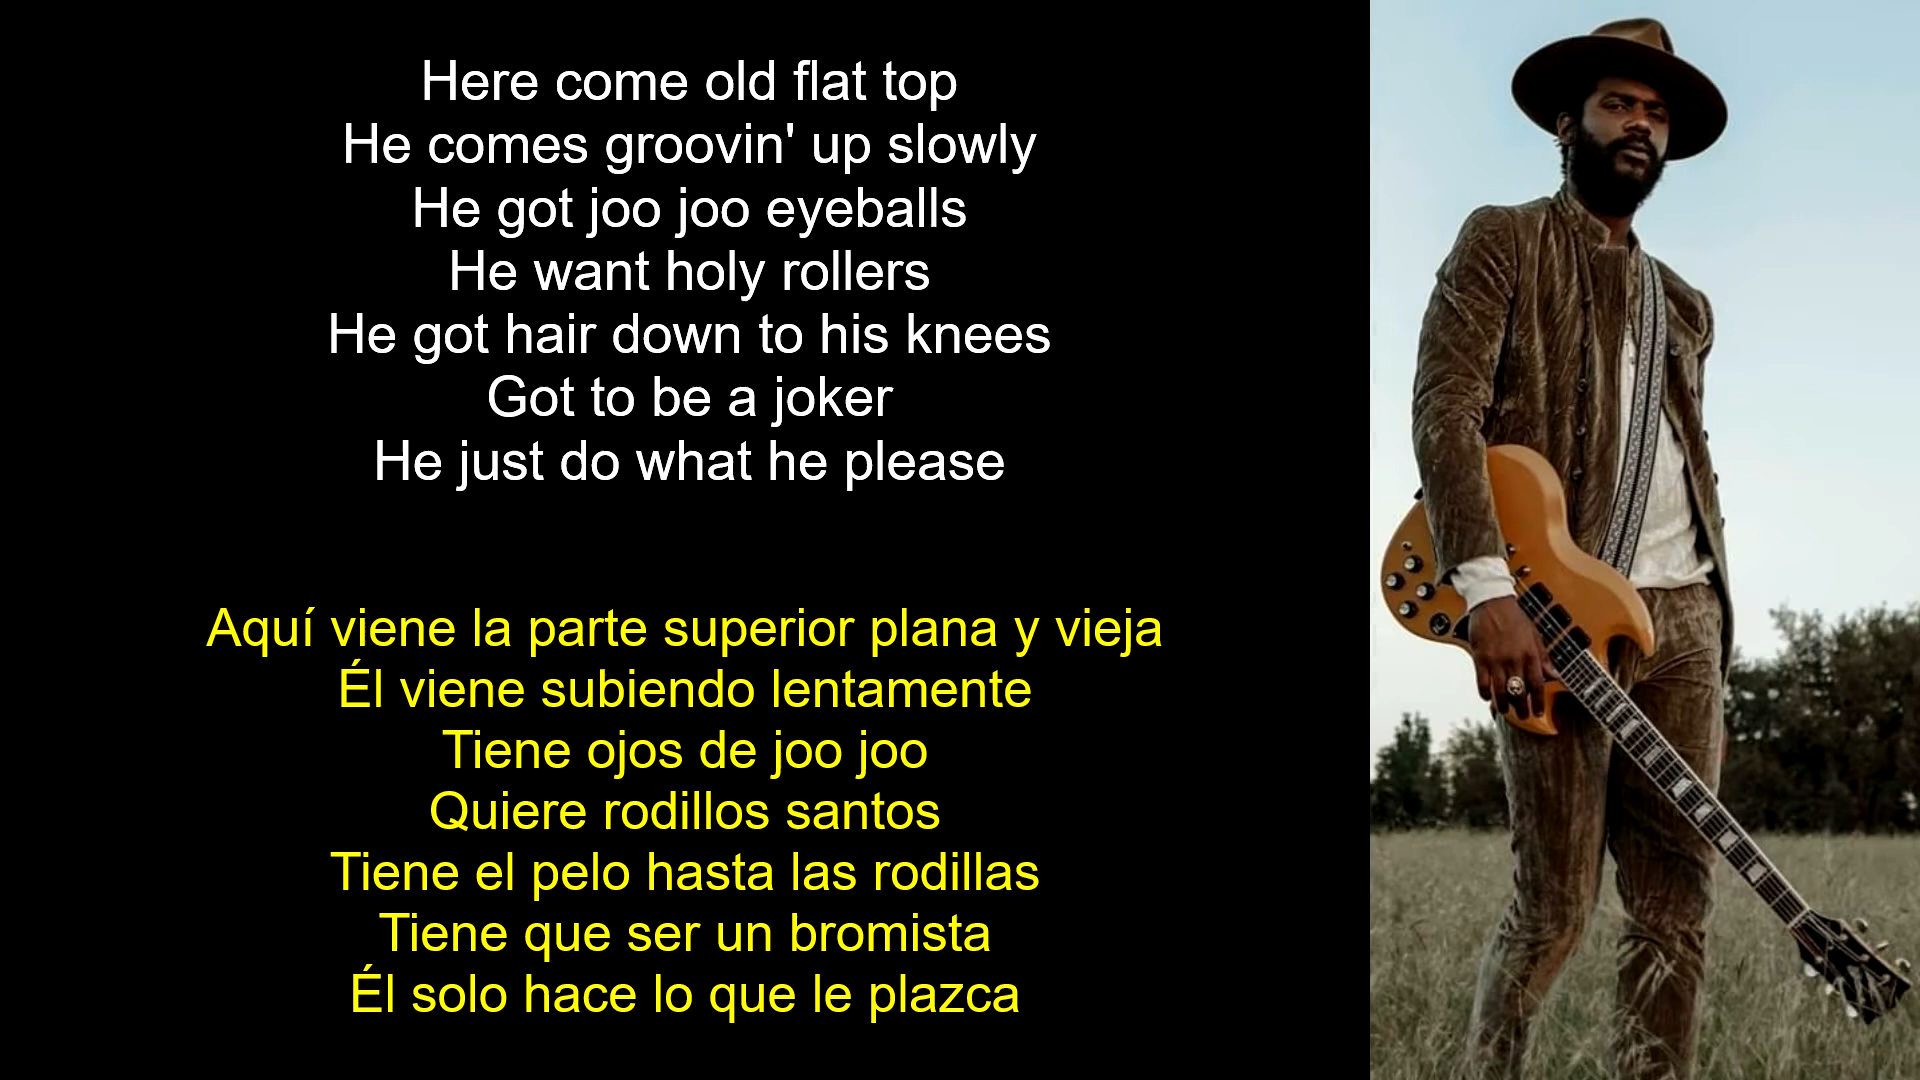 Here come old flat top
He comes groovin' up slowly
He got joo joo eyeballs
He want holy rollers
He got hair down to his knees
Got to be a joker
He just do what he please
Aquí viene la parte superior plana y vieja
Él viene subiendo lentamente
Tiene ojos de joo joo
Quiere rodillos santos
Tiene el pelo hasta las rodillas
Tiene que ser un bromista
Él solo hace lo que le plazca